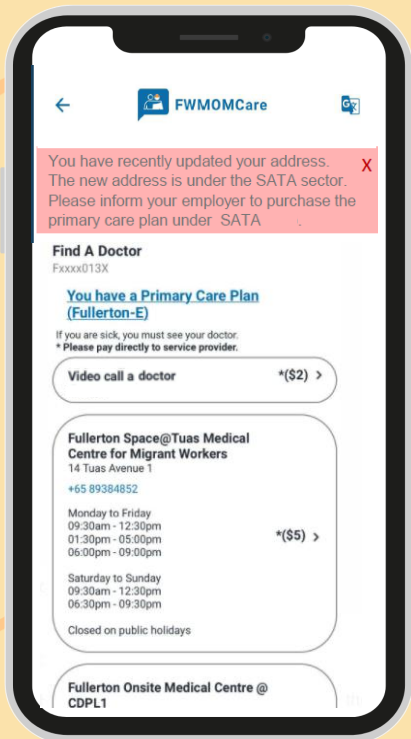 FWMOMCare
You have recently updated your address.
X
The new address is under the SATA sector.
Please inform your employer to purchase the
primary care plan under SATA .
Find A Doctor
Fxxxx013X
You have a Primary Care Plan
(Fullerton-E)
If you are sick, you must see your doctor.
* Please pay directly to service provider.
Video call a doctor *($2) >
Fullerton Space@Tuas Medical
Centre for Migrant Workers
14 Tuas Avenue 1
+65 89384852
Monday to Friday
09:30am - 12:30pm
01:30pm - 05:00pm
*($5) >
06:00pm - 09:00pm
Saturday to Sunday
09:30am - 12:30pm
06:30pm - 09:30pm
Closed on public holidays
Fullerton Onsite Medical Centre @
CDPL1